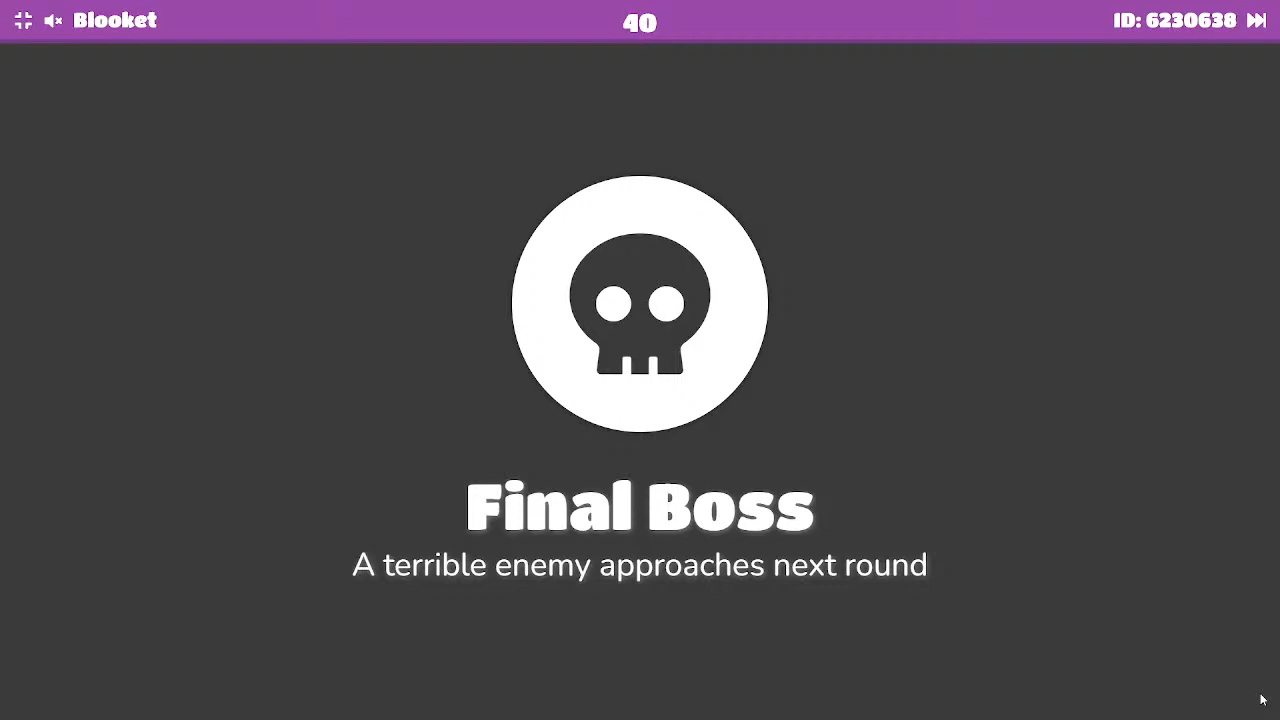 Blooket
40
ID: 6230638
Final Boss
A terrible enemy approaches next round